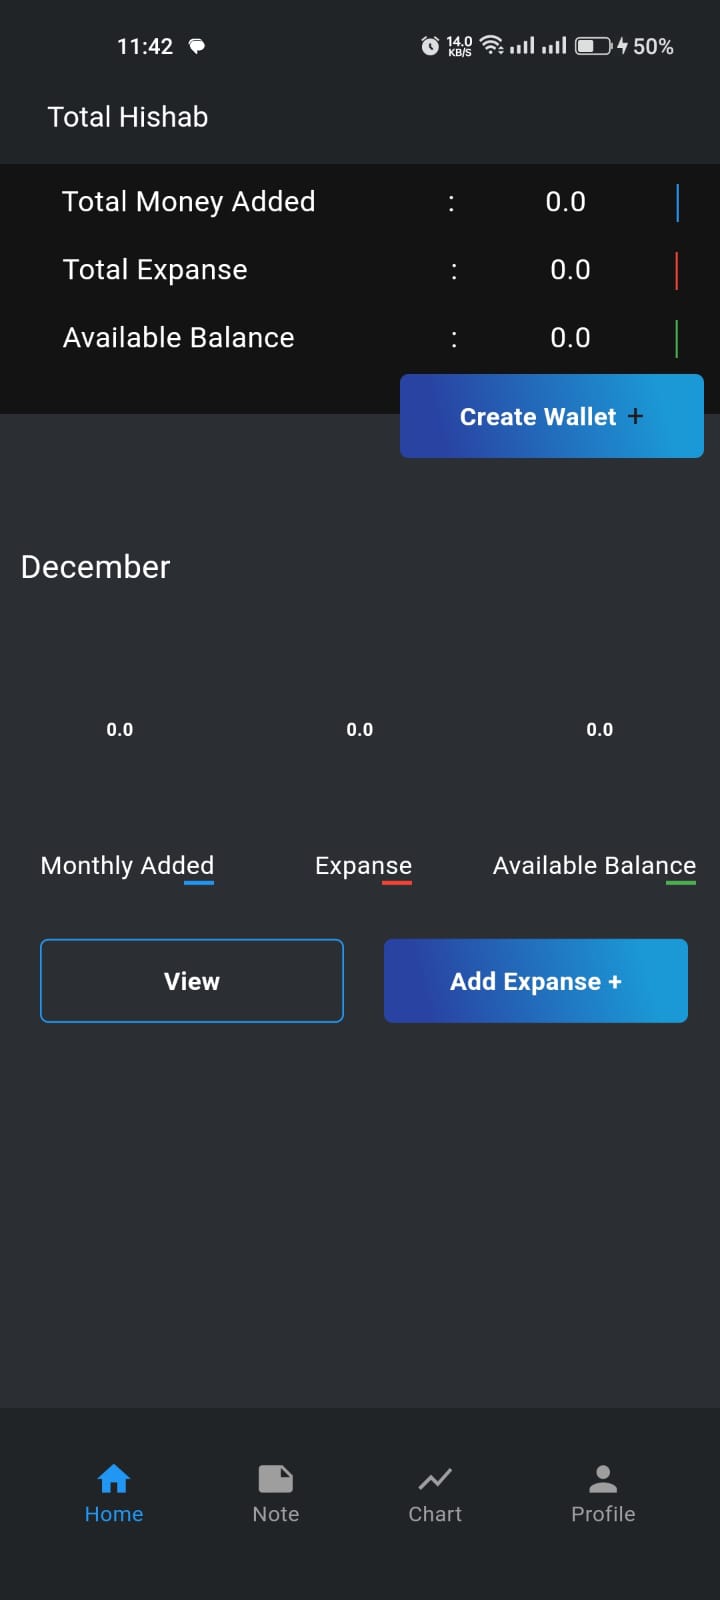 11:42 14.0 KB/S 50%
Total Hishab
Total Money Added : 0.0
Total Expanse : 0.0
Available Balance : 0.0
Create Wallet +
December
0.0 0.0 0.0
Monthly Added Expanse Available Balance
View Add Expanse +
Home Note Chart Profile